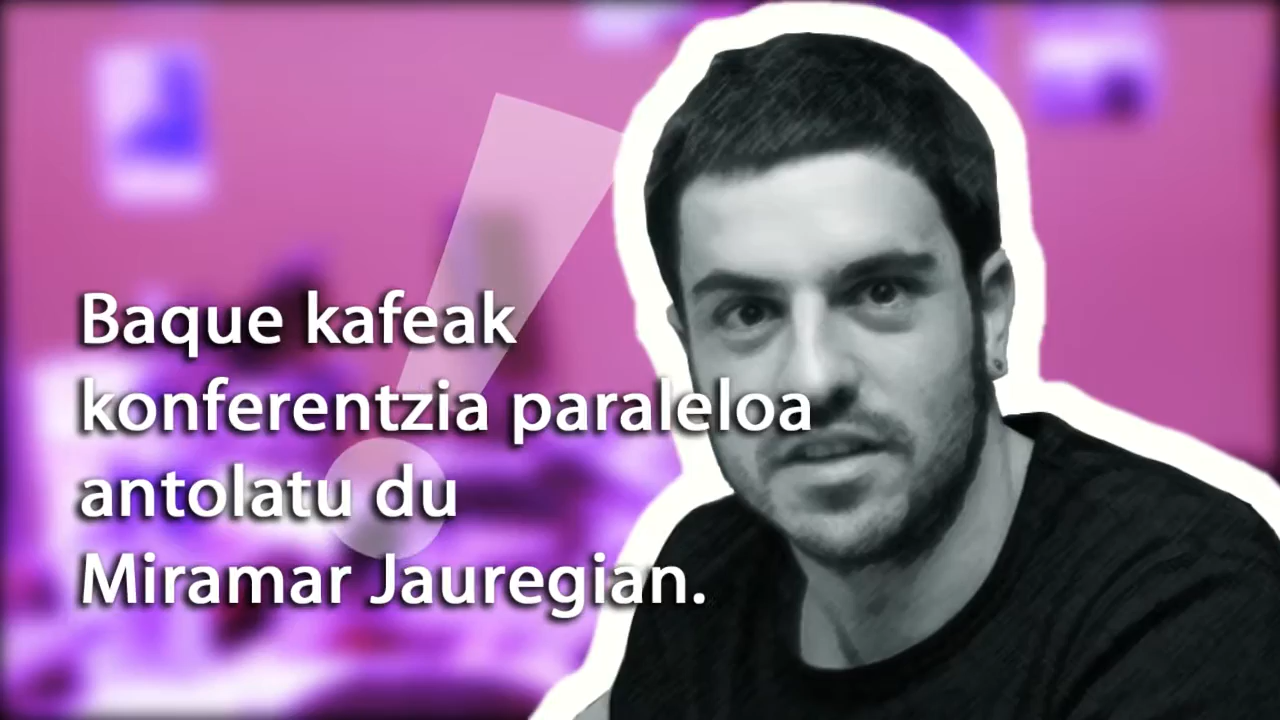 Baque kafeak
konferentzia paraleloa
antolatu du
Miramar Jauregian.